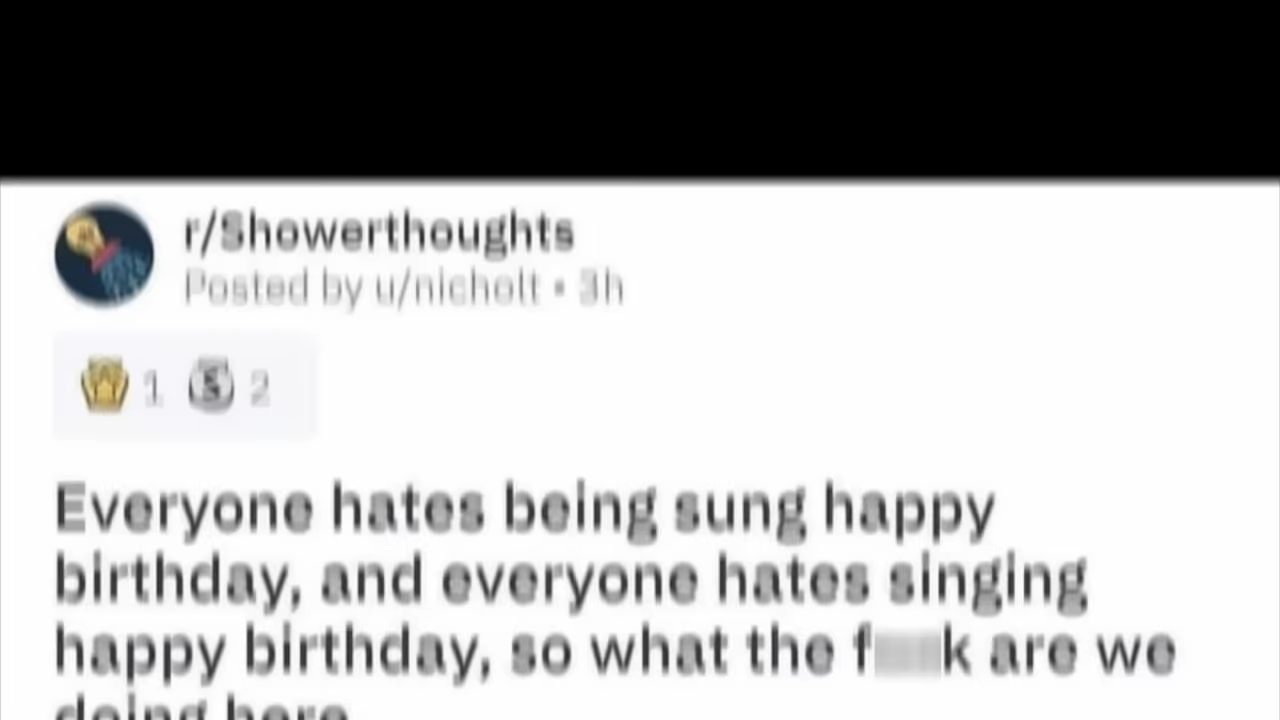 r/Showerthoughts
Posted by u/nicholt • 3h
1 2
Everyone hates being sung happy
birthday, and everyone hates singing
happy birthday, so what the f k are we
doing here